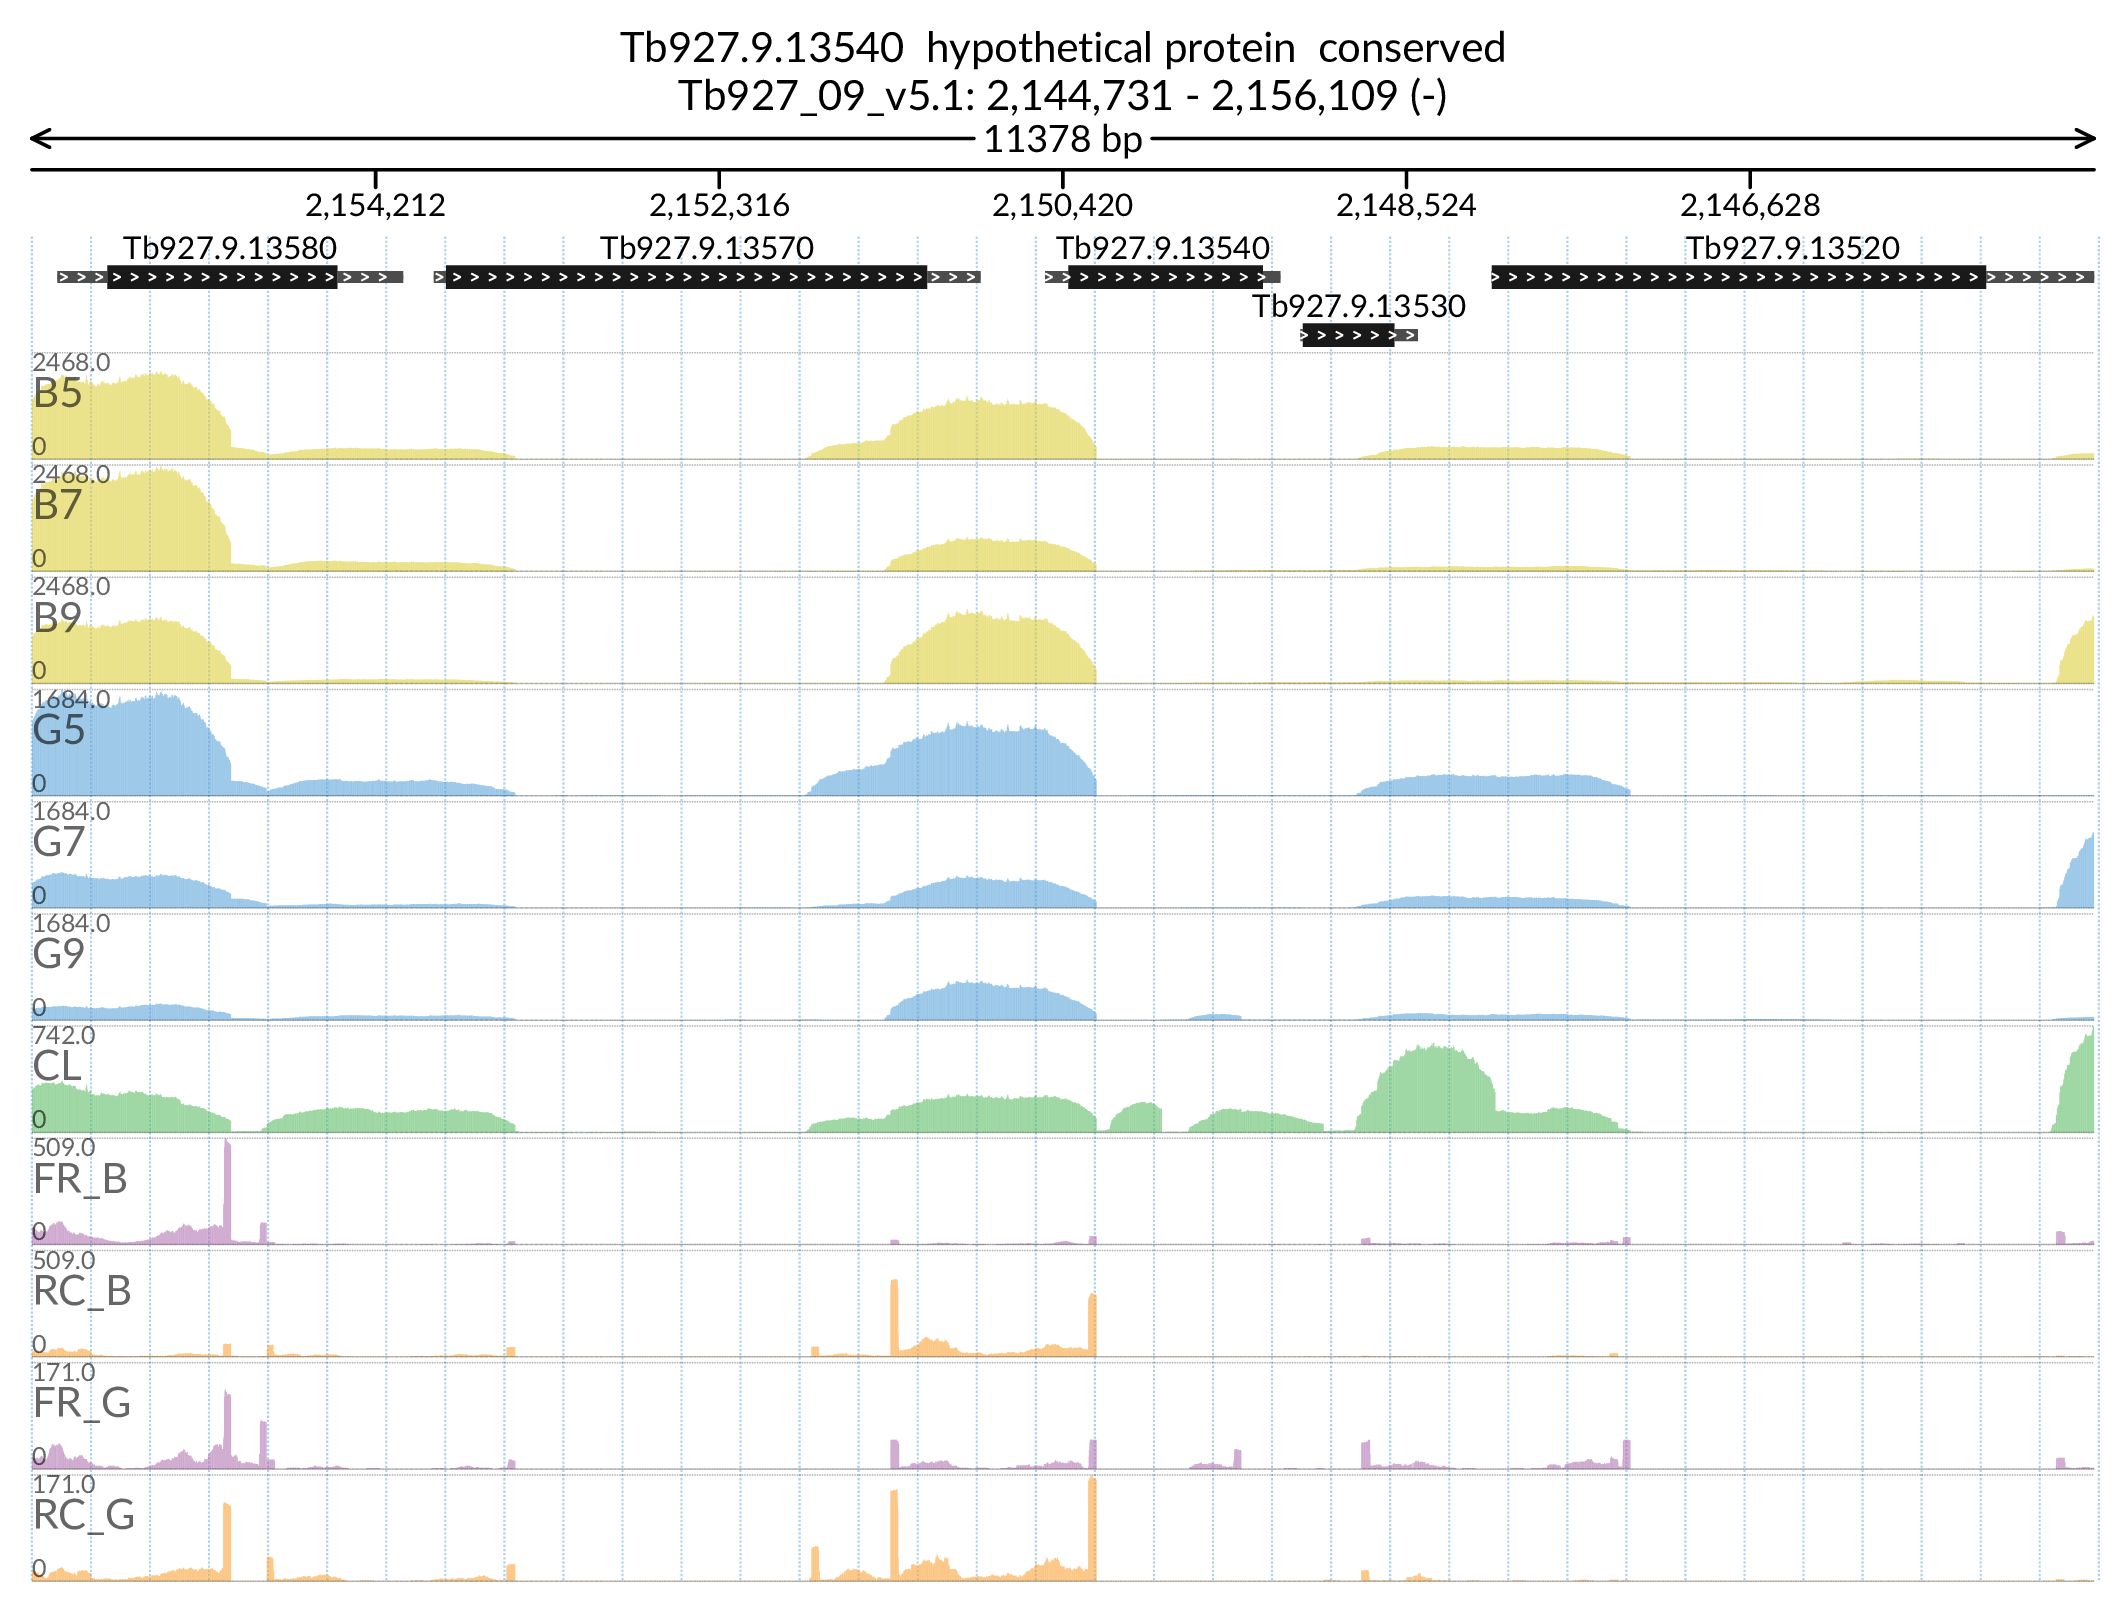 Tb927.9.13540  hypothetical protein  conserved
Tb927_09_v5.1: 2,144,731 - 2,156,109 (-)
11378 bp
2,154,212 2,152,316 2,150,420 2,148,524 2,146,628
Tb927.9.13580 Tb927.9.13570 Tb927.9.13540 Tb927.9.13520
Tb927.9.13530
2468.0
B5
0
2468.0
B7
0
2468.0
B9
0
1684.0
G5
0
1684.0
G7
0
1684.0
G9
0
742.0
CL
0
509.0
FR_B
0
509.0
RC_B
0
171.0
FR_G
0
171.0
RC_G
0